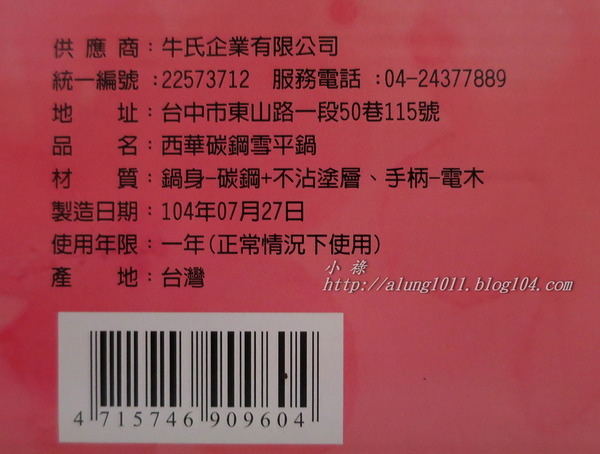 供應商：牛氏企業有限公司
統一編號：22573712 服務電話：04-24377889
地址：台中市東山路一段50巷115號
品名：西華碳鋼雪平鍋
材質：鍋身-碳鋼+不沾塗層、手柄-電木
製造日期：104年07月27日
使用年限：一年(正常情況下使用)
產地：台灣
小祿
http://alung1011.blog104.com
4 715746 909604